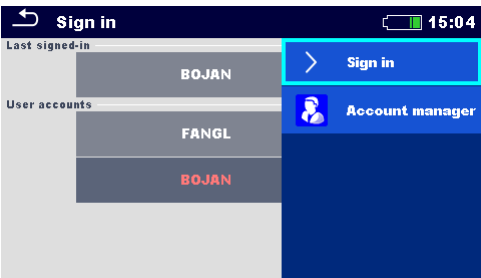 Sign in
15:04
Last signed-in
BOJAN
User accounts
FANGL
BOJAN
Sign in
Account manager